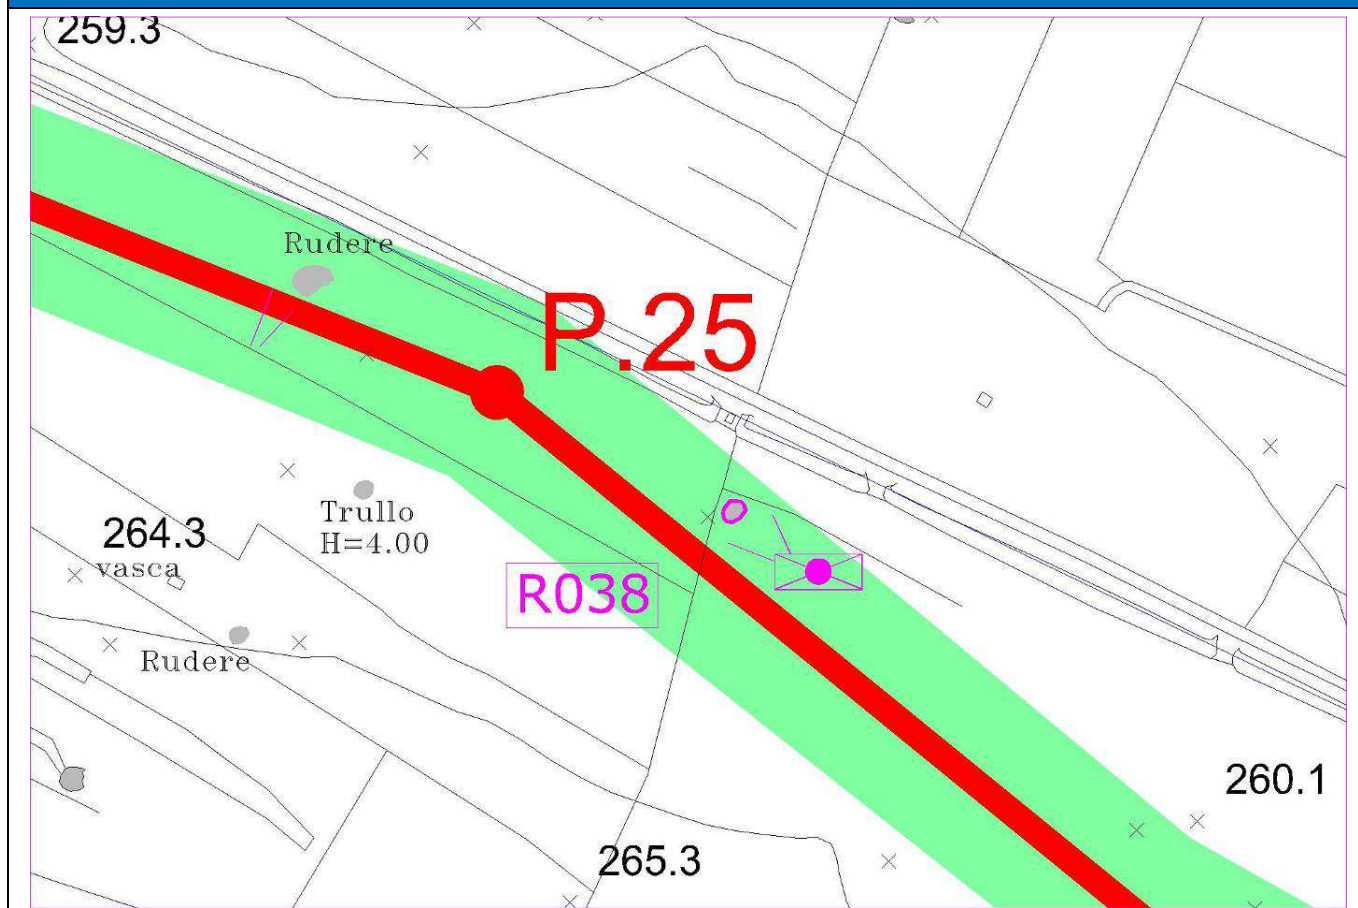 259.3
Rudere
P.25
Trullo
H=4.00
264.3
vasca
R038
Rudere
260.1
265.3